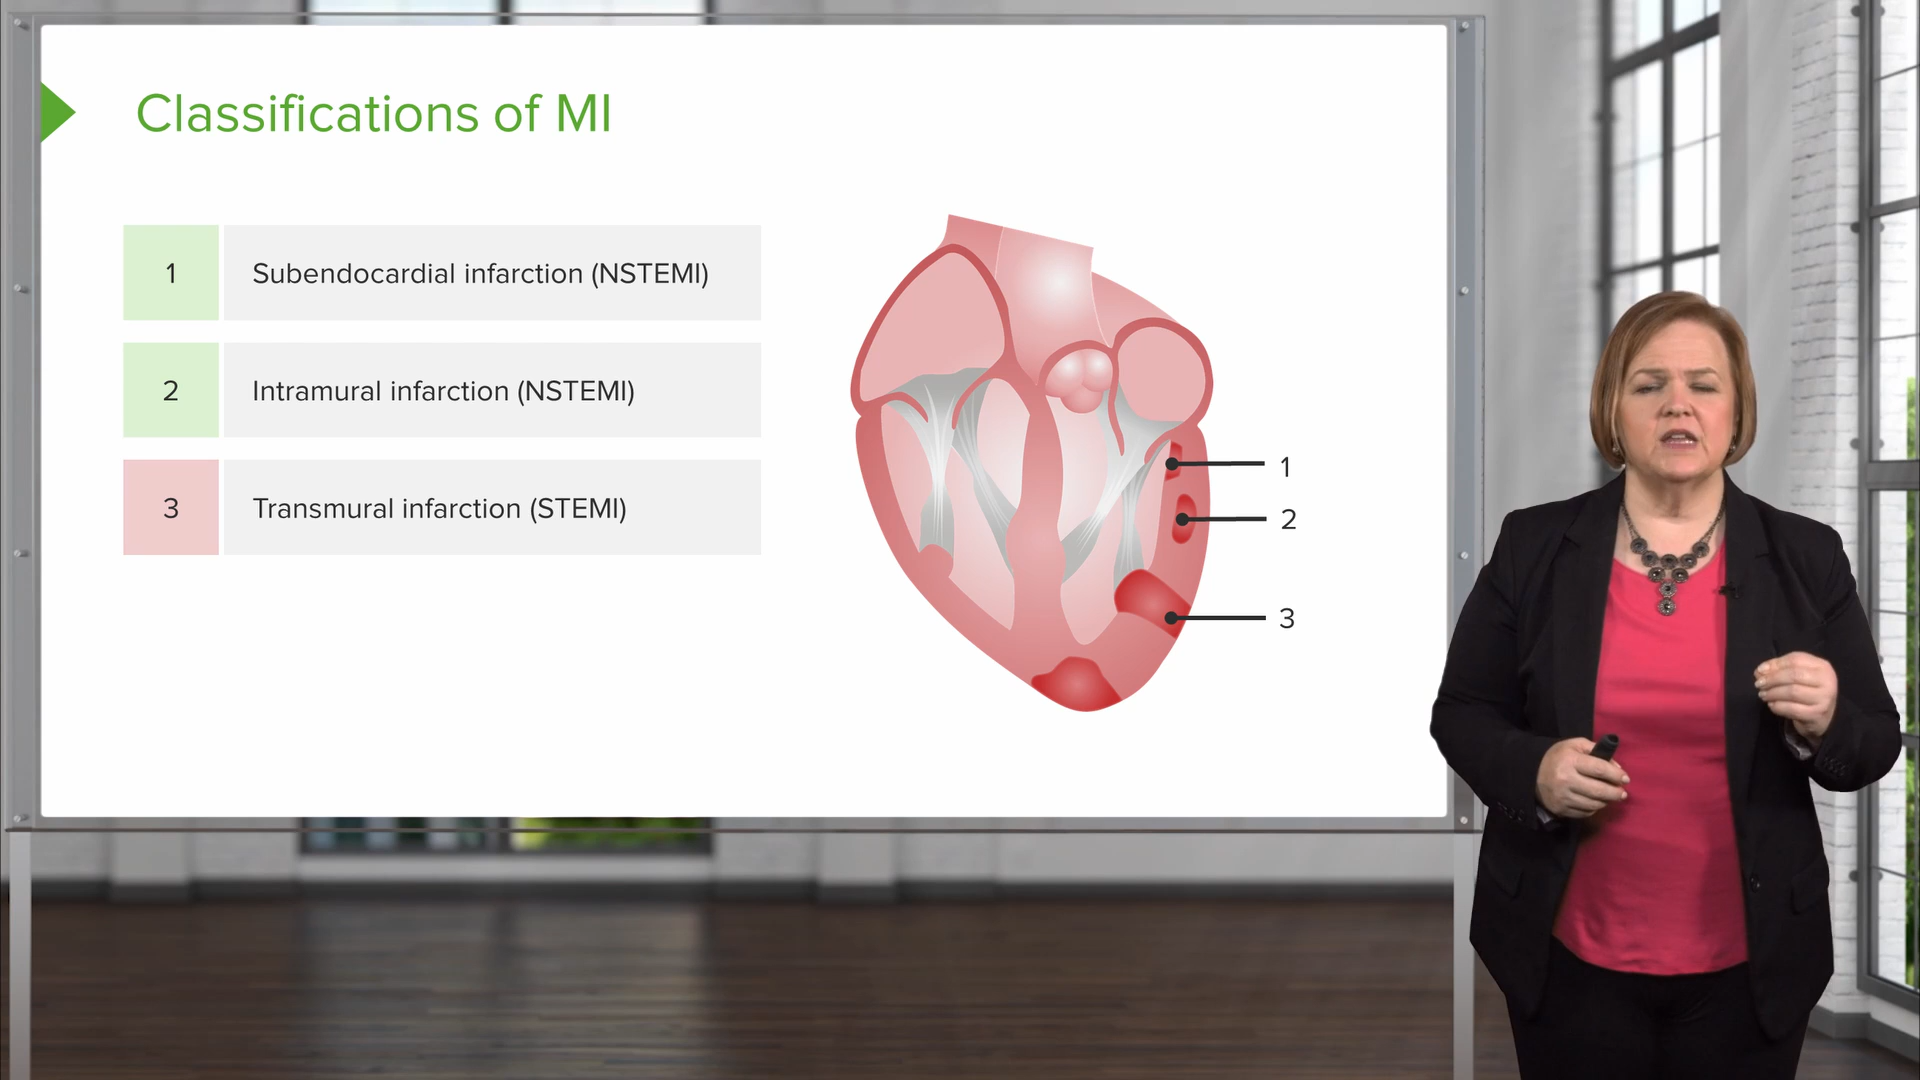 Classifications of MI
1 Subendocardial infarction (NSTEMI)
2 Intramural infarction (NSTEMI)
3 Transmural infarction (STEMI)
1
2
3